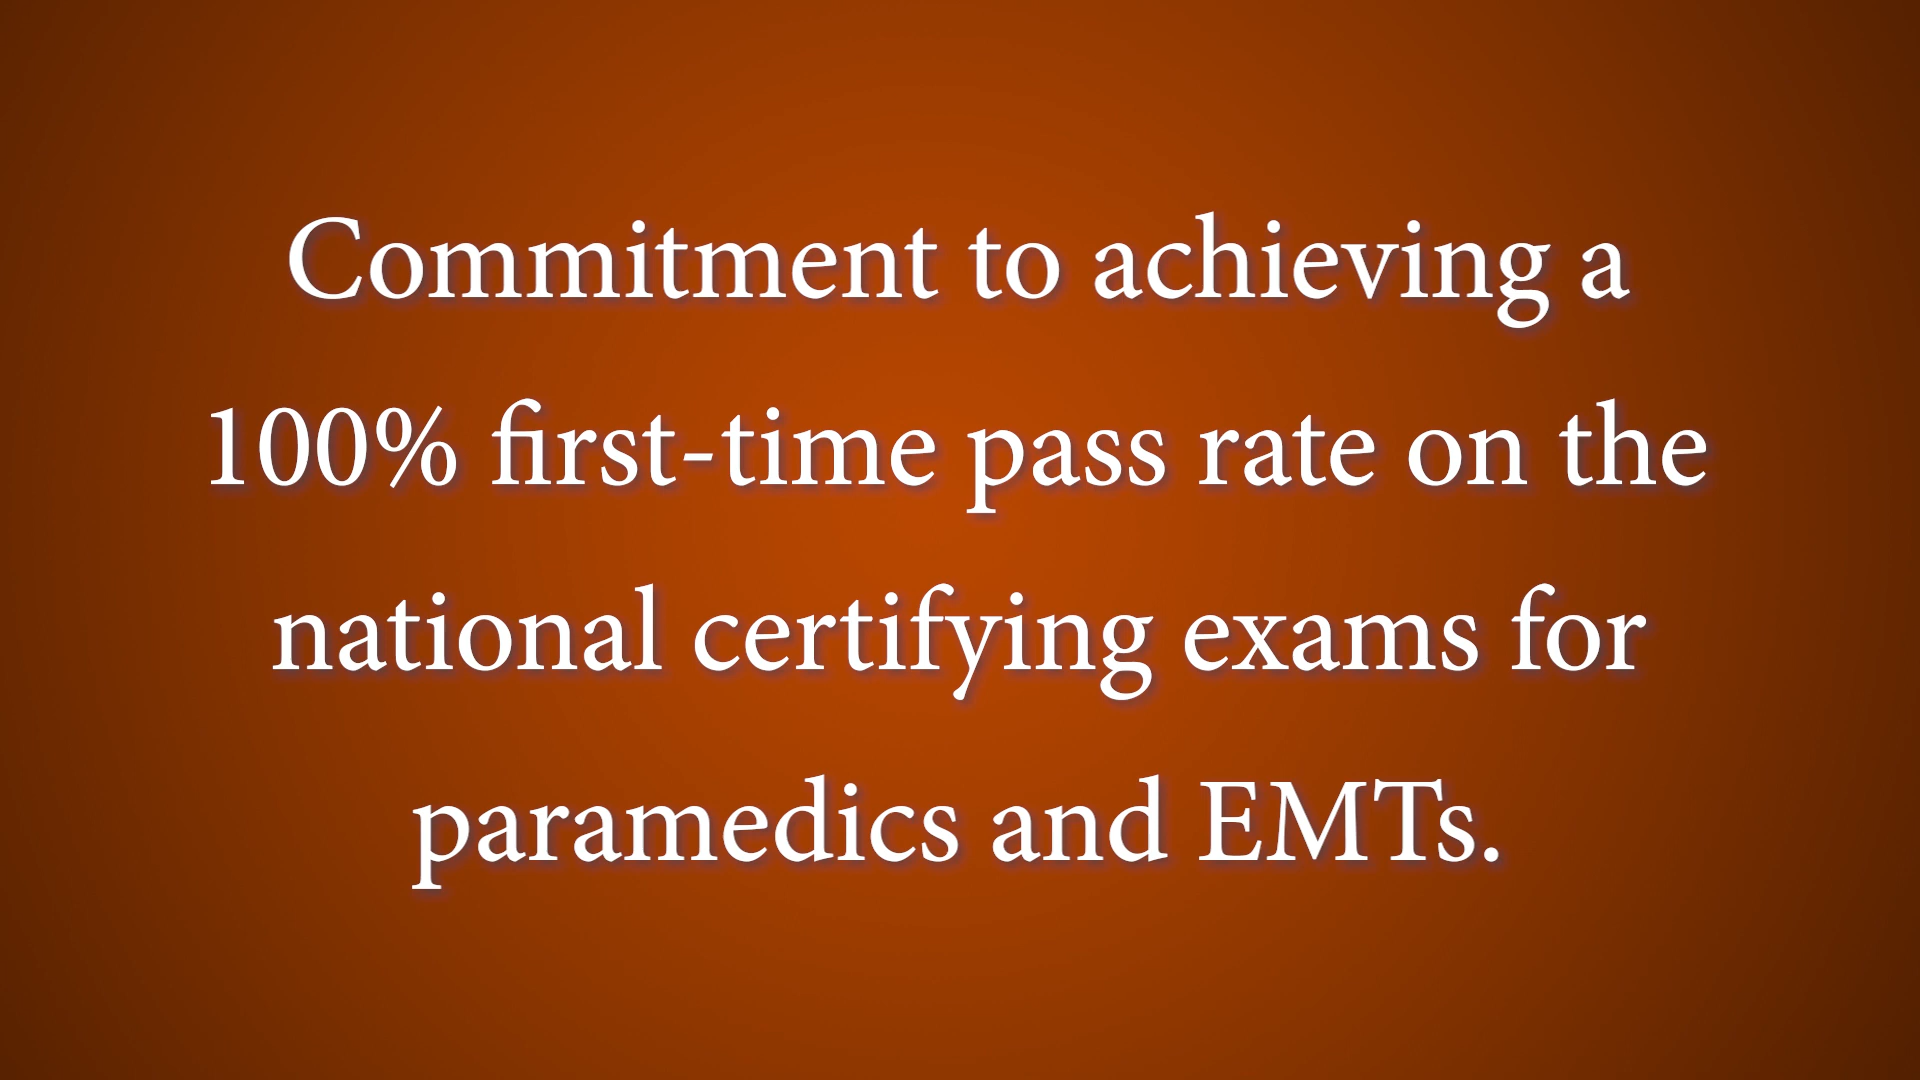 Commitment to achieving a
100% first-time pass rate on the
national certifying exams for
paramedics and EMTs.